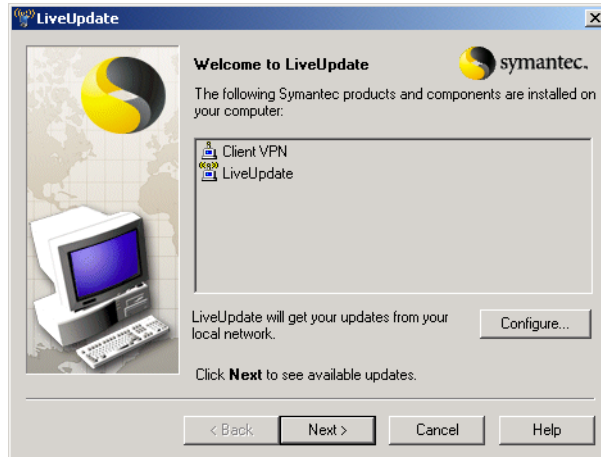 LiveUpdate
symantec.
Welcome to LiveUpdate
The following Symantec products and components are installed on
your computer:
Client VPN
LiveUpdate
LiveUpdate will get your updates from your
local network.
Configure...
Click Next to see available updates.
< Back
Next >
Cancel
Help